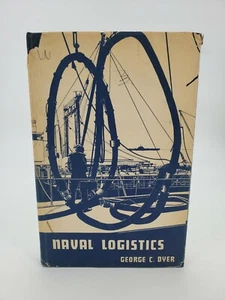 NAVAL LOGISTICS
GEORGE C. DYER